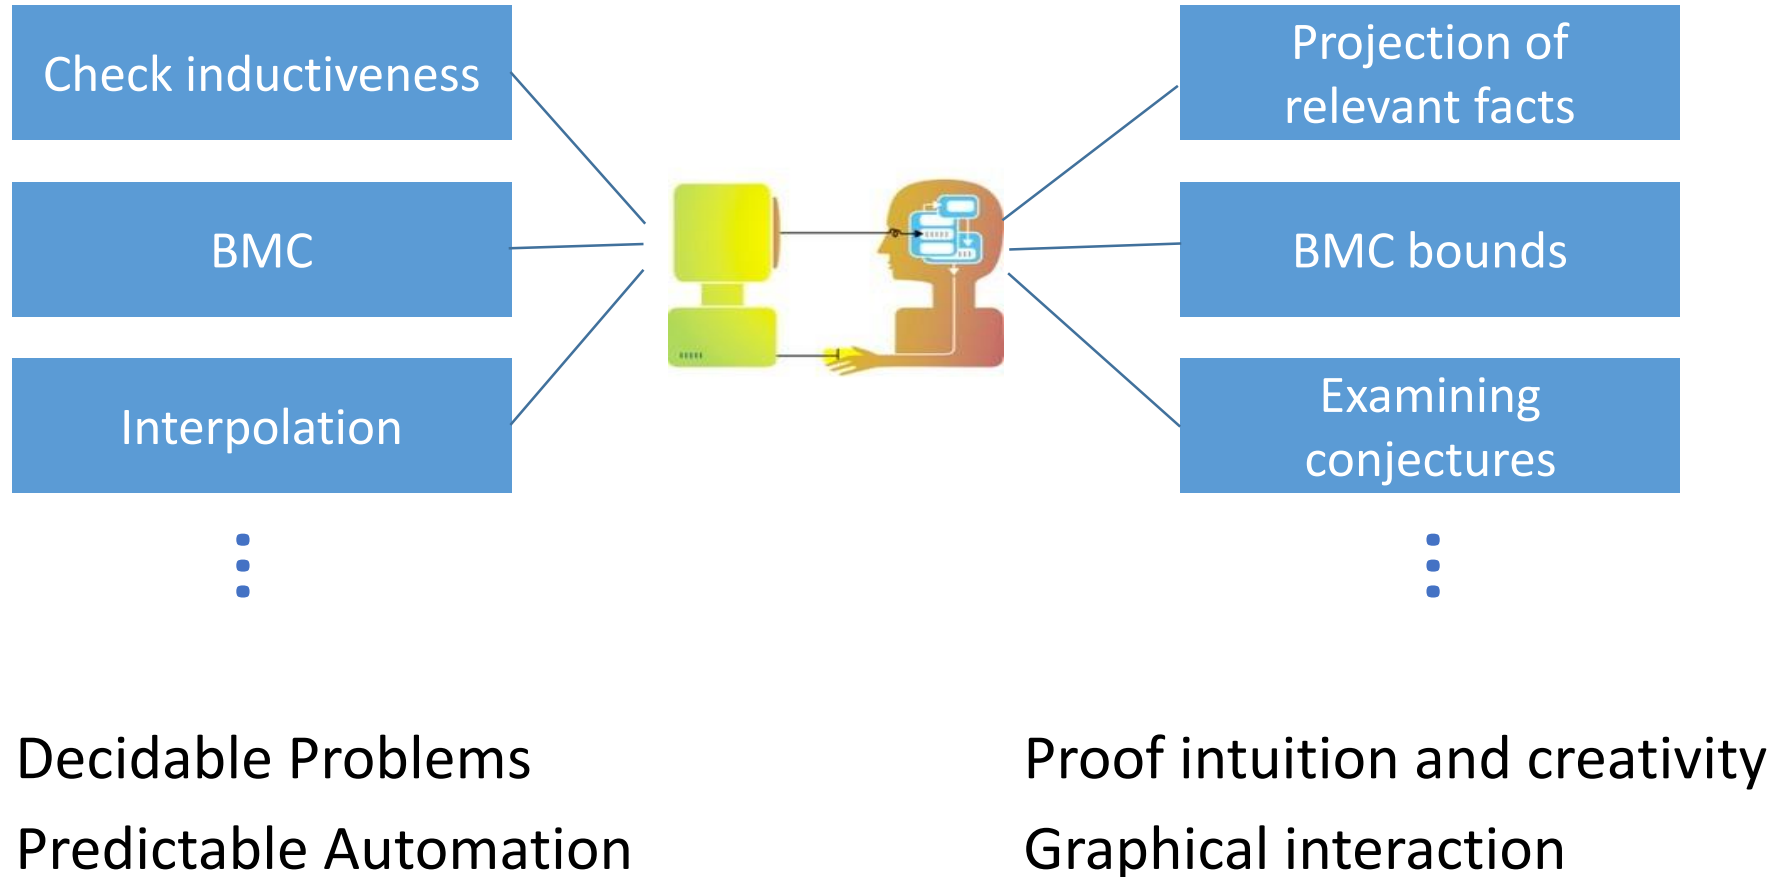 Check inductiveness
BMC
Interpolation
Projection of
relevant facts
BMC bounds
Examining
conjectures
Decidable Problems
Predictable Automation
Proof intuition and creativity
Graphical interaction